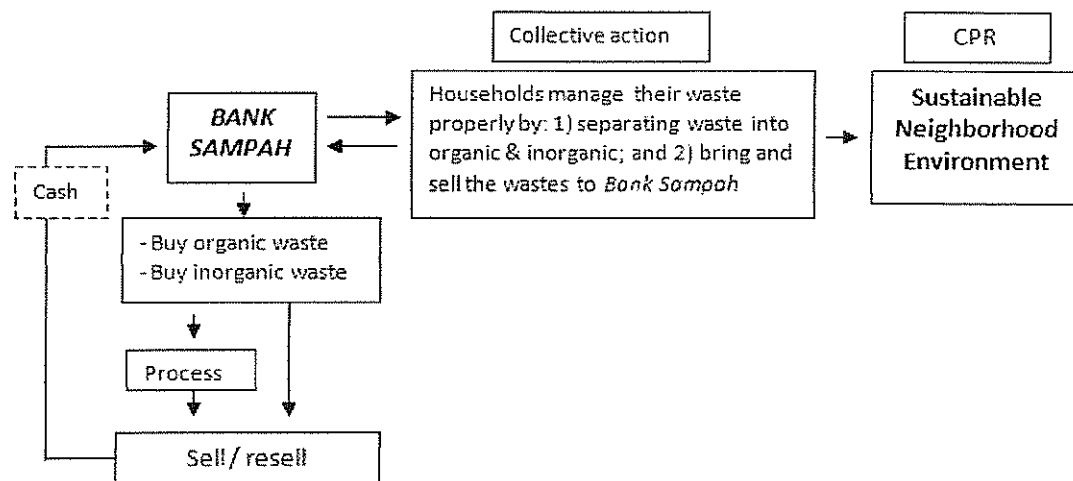 Collective action
CPR
BANK
SAMPAH
Households manage their waste
properly by: 1) separating waste into
organic & inorganic; and 2) bring and
sell the wastes to Bank Sampah
Sustainable
Neighborhood
Environment
Cash
- Buy organic waste
- Buy inorganic waste
Process
Sell / resell